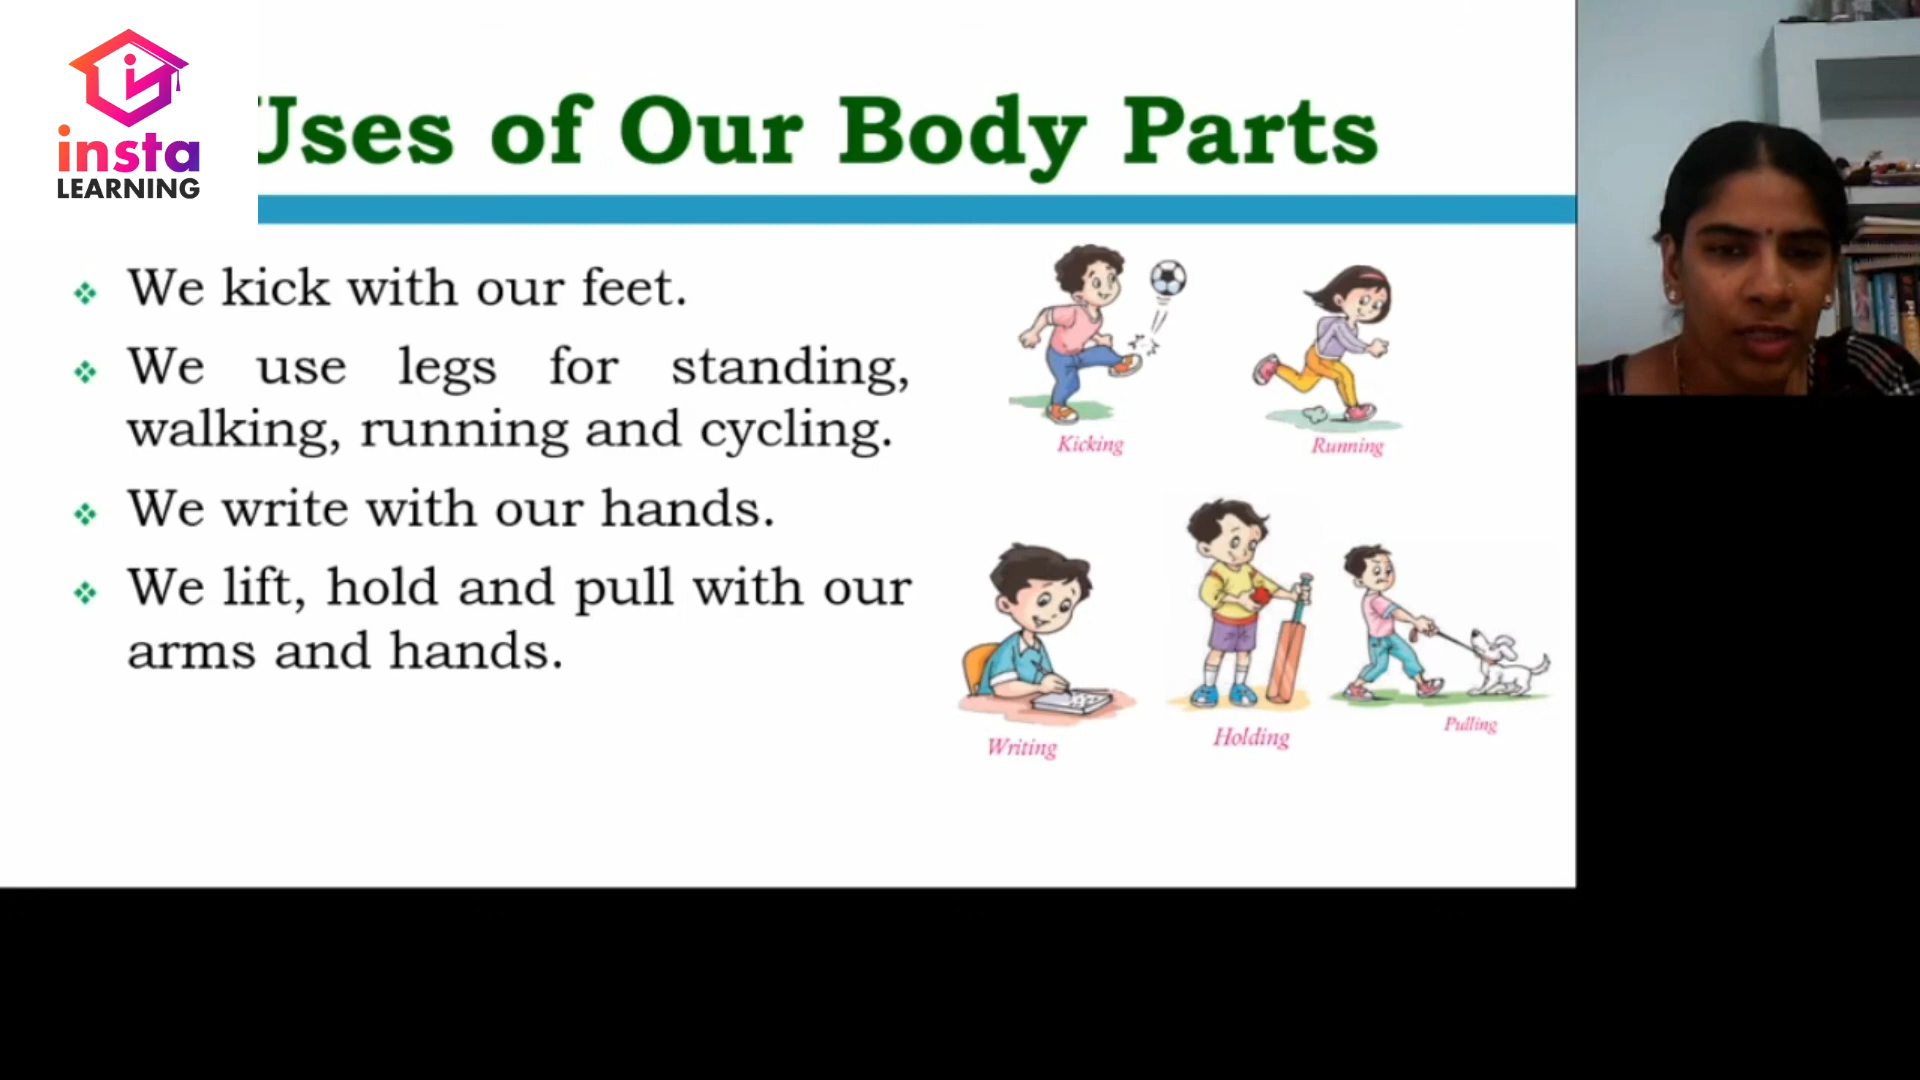 insta
LEARNING
Uses of Our Body Parts
We kick with our feet.
We use legs for standing,
walking, running and cycling.
We write with our hands.
We lift, hold and pull with our
arms and hands.
Kicking
Running
Writing
Holding
Pulling